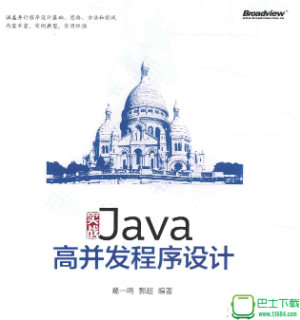 Broadview®
涵盖并行程序设计基础、思路、方法和实战
内容丰富，实例典型，实用性强
实战
Java
高并发程序设计
葛一鸣 郭超 编著
巴士下载
www.11684.com